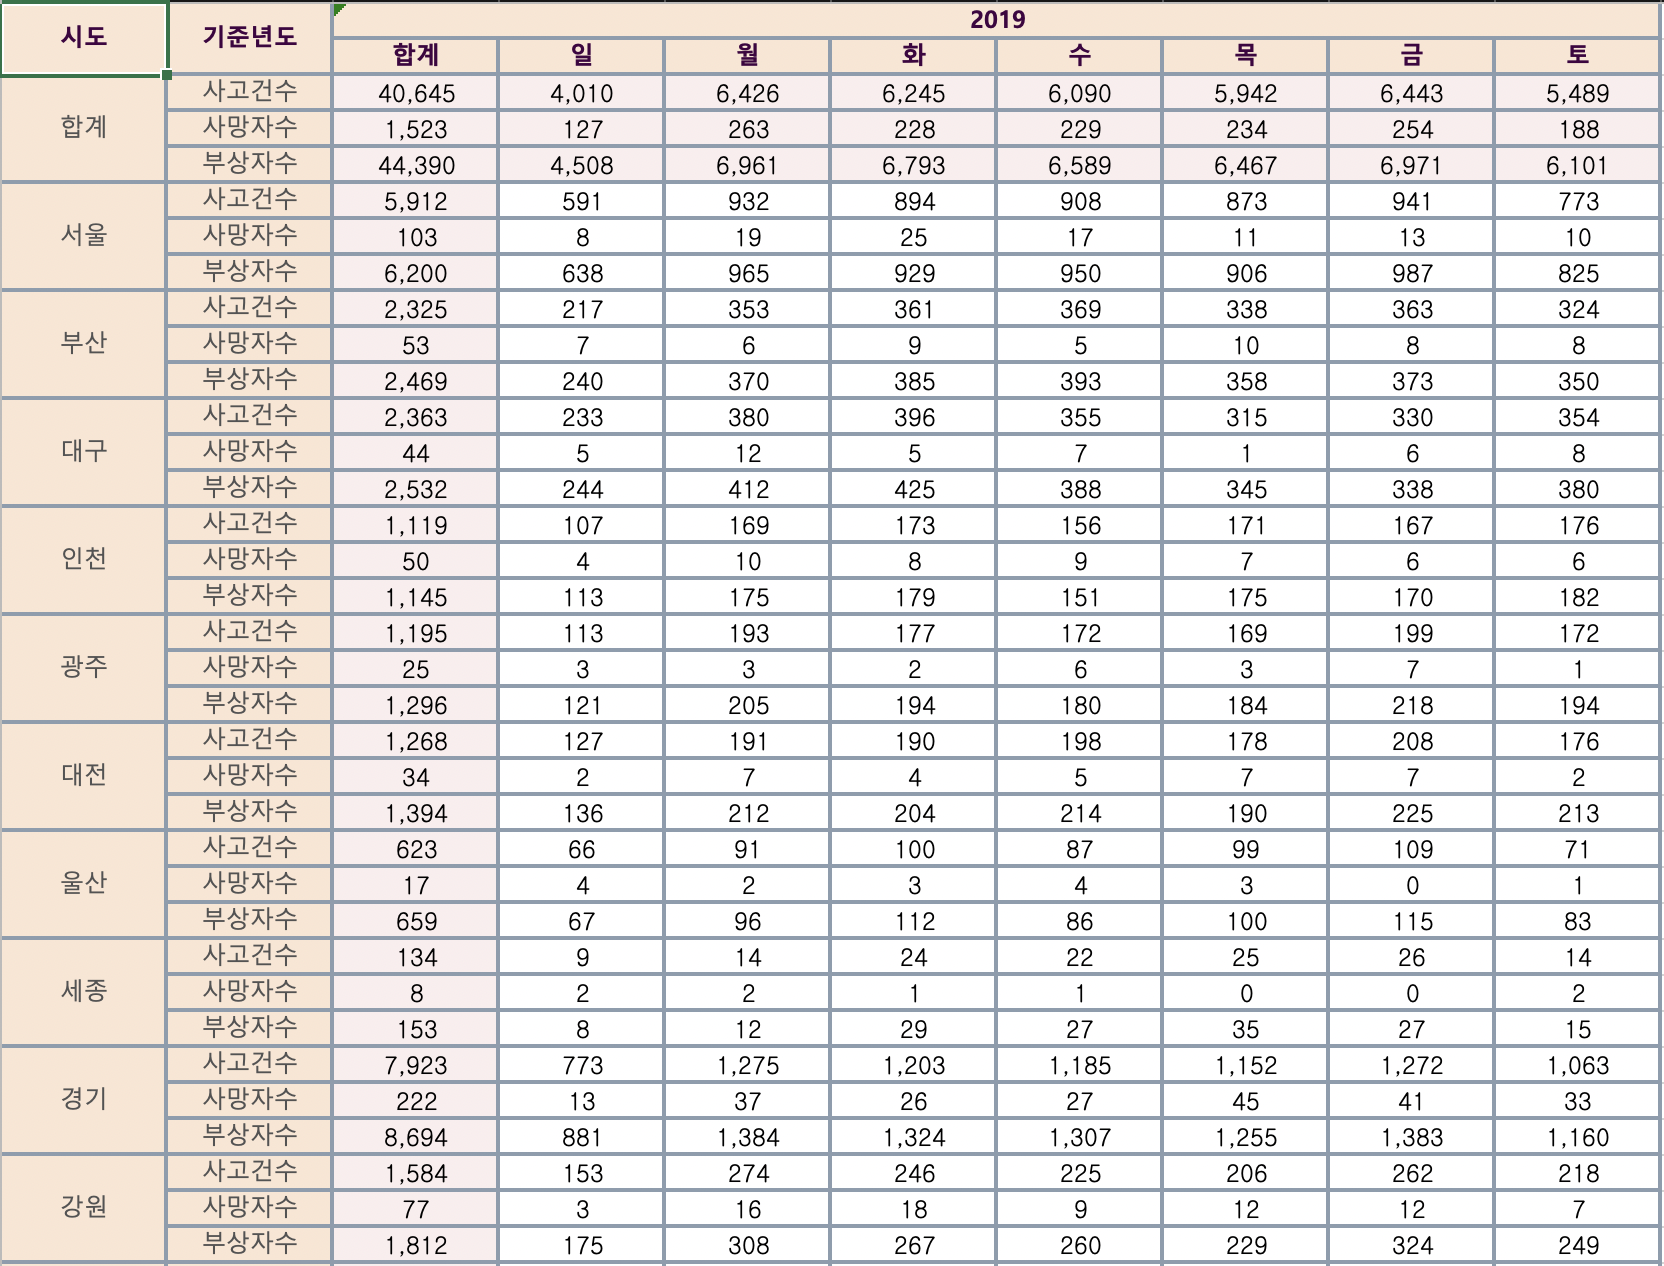 시도 기준년도 2019
합계 일 월 화 수 목 금 토
합계 사고건수 40,645 4,010 6,426 6,245 6,090 5,942 6,443 5,489
사망자수 1,523 127 263 228 229 234 254 188
부상자수 44,390 4,508 6,961 6,793 6,589 6,467 6,971 6,101
서울 사고건수 5,912 591 932 894 908 873 941 773
사망자수 103 8 19 25 17 11 13 10
부상자수 6,200 638 965 929 950 906 987 825
부산 사고건수 2,325 217 353 361 369 338 363 324
사망자수 53 7 6 9 5 10 8 8
부상자수 2,469 240 370 385 393 358 373 350
대구 사고건수 2,363 233 380 396 355 315 330 354
사망자수 44 5 12 5 7 1 6 8
부상자수 2,532 244 412 425 388 345 338 380
인천 사고건수 1,119 107 169 173 156 171 167 176
사망자수 50 4 10 8 9 7 6 6
부상자수 1,145 113 175 179 151 175 170 182
광주 사고건수 1,195 113 193 177 172 169 199 172
사망자수 25 3 3 2 6 3 7 1
부상자수 1,296 121 205 194 180 184 218 194
대전 사고건수 1,268 127 191 190 198 178 208 176
사망자수 34 2 7 4 5 7 7 2
부상자수 1,394 136 212 204 214 190 225 213
울산 사고건수 623 66 91 100 87 99 109 71
사망자수 17 4 2 3 4 3 0 1
부상자수 659 67 96 112 86 100 115 83
세종 사고건수 134 9 14 24 22 25 26 14
사망자수 8 2 2 1 1 0 0 2
부상자수 153 8 12 29 27 35 27 15
경기 사고건수 7,923 773 1,275 1,203 1,185 1,152 1,272 1,063
사망자수 222 13 37 26 27 45 41 33
부상자수 8,694 881 1,384 1,324 1,307 1,255 1,383 1,160
강원 사고건수 1,584 153 274 246 225 206 262 218
사망자수 77 3 16 18 9 12 12 7
부상자수 1,812 175 308 267 260 229 324 249